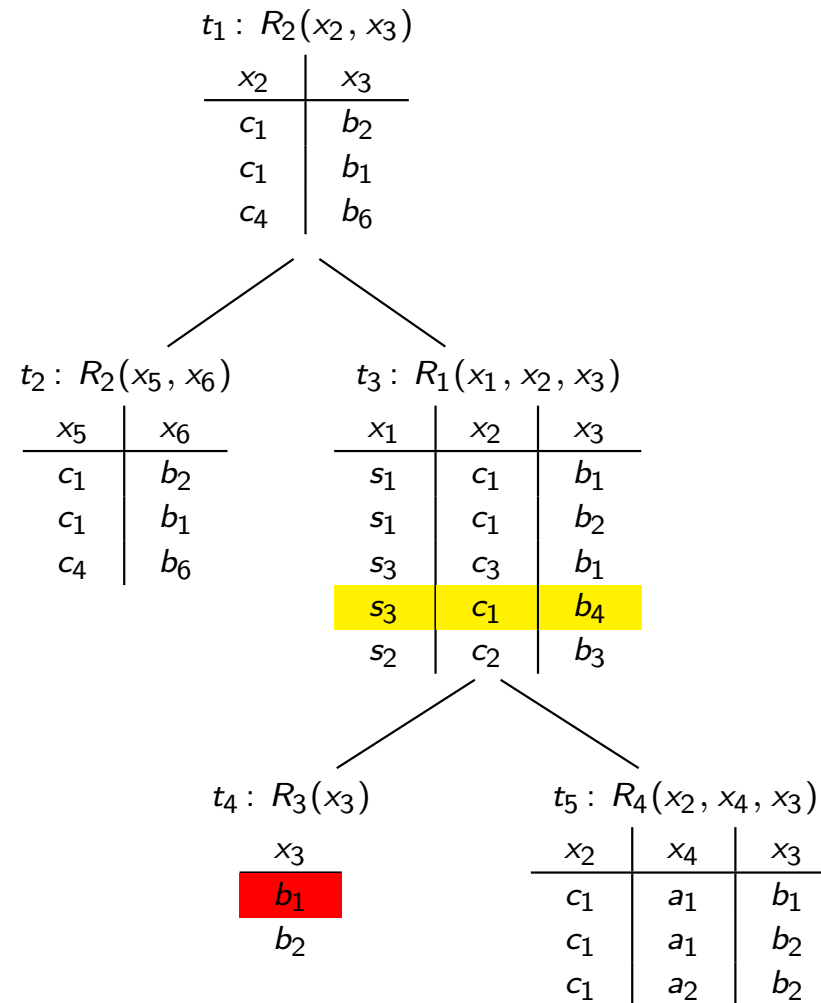 t₁ : R₂(x₂, x₃)
x₂ x₃
c₁ b₂
c₁ b₁
c₄ b₆
t₂ : R₂(x₅, x₆)
x₅ x₆
c₁ b₂
c₁ b₁
c₄ b₆
t₃ : R₁(x₁, x₂, x₃)
x₁ x₂ x₃
s₁ c₁ b₁
s₁ c₁ b₂
s₃ c₃ b₁
s₃ c₁ b₄
s₂ c₂ b₃
t₄ : R₃(x₃)
x₃
b₁
b₂
t₅ : R₄(x₂, x₄, x₃)
x₂ x₄ x₃
c₁ a₁ b₁
c₁ a₁ b₂
c₁ a₂ b₂